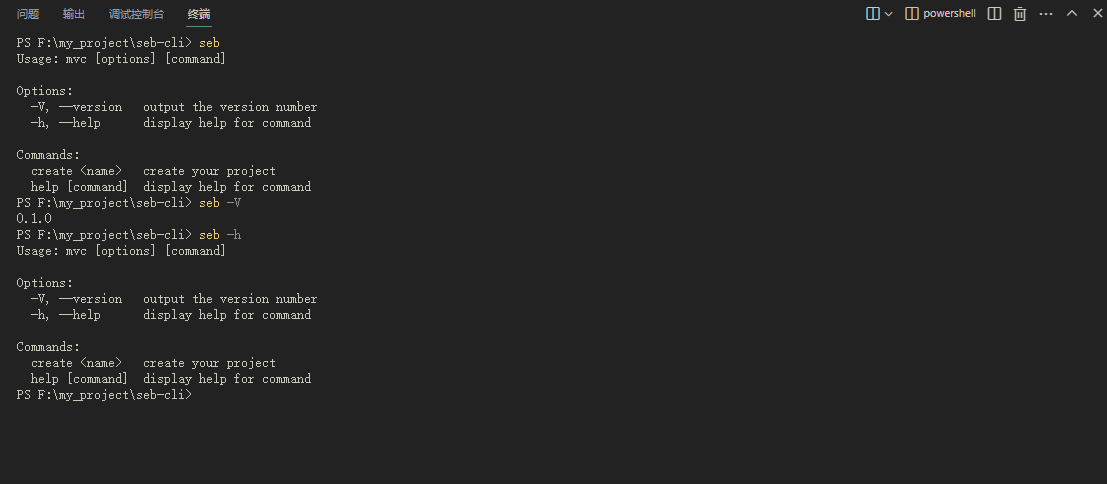 问题 输出 调试控制台 终端 powershell
PS F:\my_project\seb-cli> seb
Usage: mvc [options] [command]
Options:
-V, --version output the version number
-h, --help display help for command
Commands:
create <name> create your project
help [command] display help for command
PS F:\my_project\seb-cli> seb -V
0.1.0
PS F:\my_project\seb-cli> seb -h
Usage: mvc [options] [command]
Options:
-V, --version output the version number
-h, --help display help for command
Commands:
create <name> create your project
help [command] display help for command
PS F:\my_project\seb-cli>